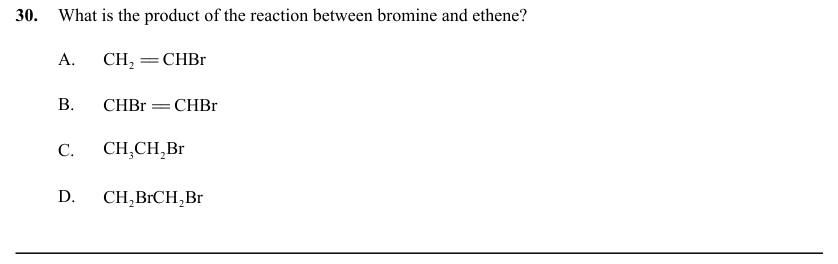 30. What is the product of the reaction between bromine and ethene?
A. CH₂=CHBr
B. CHBr=CHBr
C. CH₃CH₂Br
D. CH₂BrCH₂Br